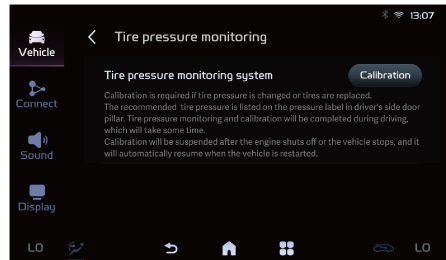 13:07
Vehicle
Tire pressure monitoring
Tire pressure monitoring system
Calibration
Connect
Calibration is required if tire pressure is changed or tires are replaced.
The recommended tire pressure is listed on the pressure label in driver's side door
pillar. Tire pressure monitoring and calibration will be completed during driving,
which will take some time.
Calibration will be suspended after the engine shuts off or the vehicle stops, and it
will automatically resume when the vehicle is restarted.
Sound
Display
LO
LO